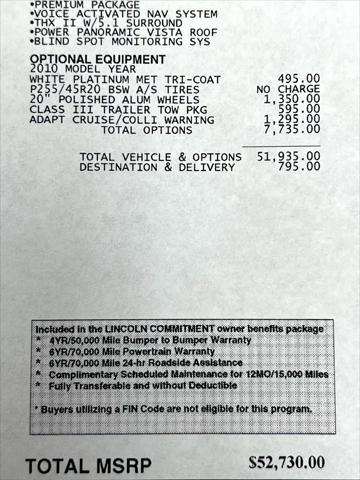 •PREMIUM PACKAGE
•VOICE ACTIVATED NAV SYSTEM
•THX II W/5.1 SURROUND
•POWER PANORAMIC VISTA ROOF
•BLIND SPOT MONITORING SYS
OPTIONAL EQUIPMENT
2010 MODEL YEAR
WHITE PLATINUM MET TRI-COAT 495.00
P255/45R20 BSW A/S TIRES NO CHARGE
20" POLISHED ALUM WHEELS 1,350.00
CLASS III TRAILER TOW PKG 595.00
ADAPT CRUISE/COLLI WARNING 1,295.00
TOTAL OPTIONS 7,735.00
TOTAL VEHICLE & OPTIONS 51,935.00
DESTINATION & DELIVERY 795.00
Included in the LINCOLN COMMITMENT owner benefits package
* 4YR/50,000 Mile Bumper to Bumper Warranty
* 6YR/70,000 Mile Powertrain Warranty
* 6YR/70,000 Mile 24-hr Roadside Assistance
* Complimentary Scheduled Maintenance for 12MO/15,000 Miles
* Fully Transferable and without Deductible
* Buyers utilizing a FIN Code are not eligible for this program.
TOTAL MSRP $52,730.00